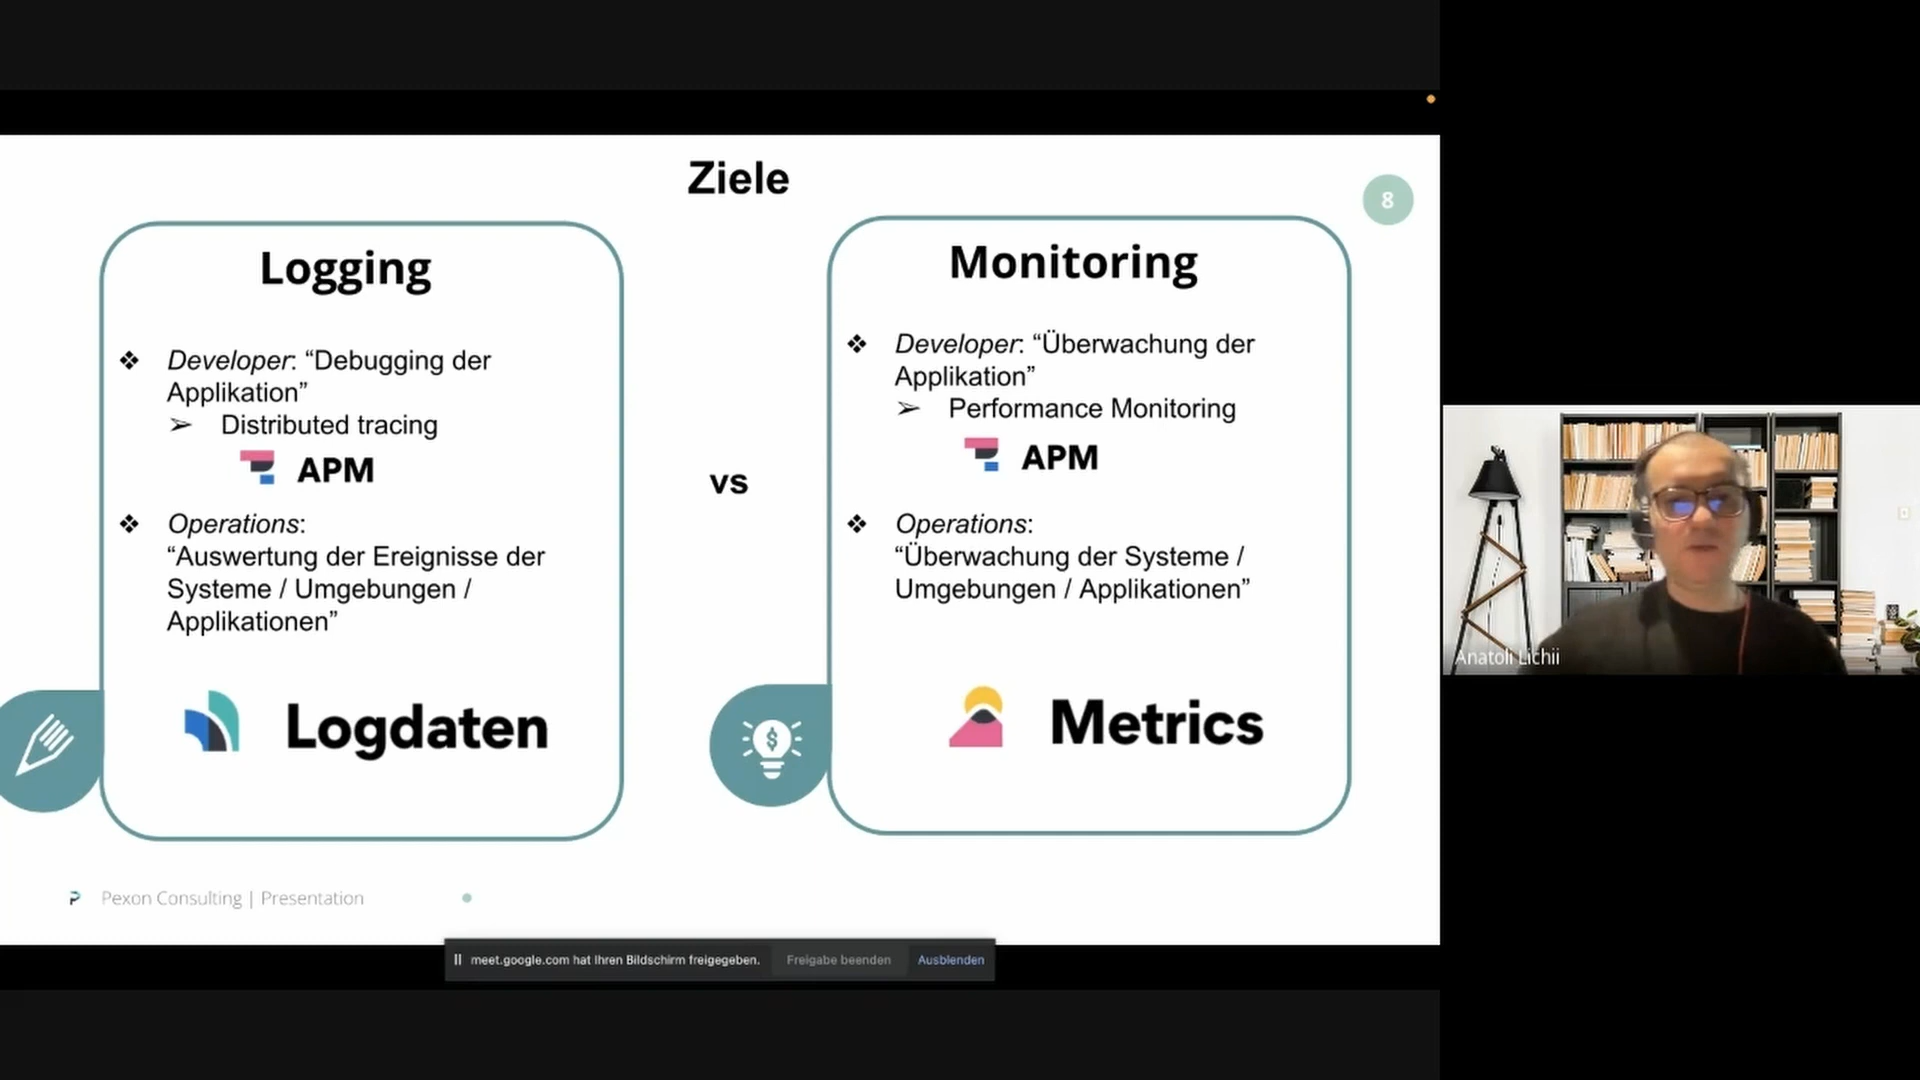 Ziele
8
Logging
❖ Developer: “Debugging der
Applikation”
➢ Distributed tracing
APM
❖ Operations:
“Auswertung der Ereignisse der
Systeme / Umgebungen /
Applikationen”
Logdaten
vs
Monitoring
❖ Developer: “Überwachung der
Applikation”
➢ Performance Monitoring
APM
❖ Operations:
“Überwachung der Systeme /
Umgebungen / Applikationen”
$
Metrics
Anatoli Lichii
Pexon Consulting | Presentation
meet.google.com hat Ihren Bildschirm freigegeben. Freigabe beenden Ausblenden